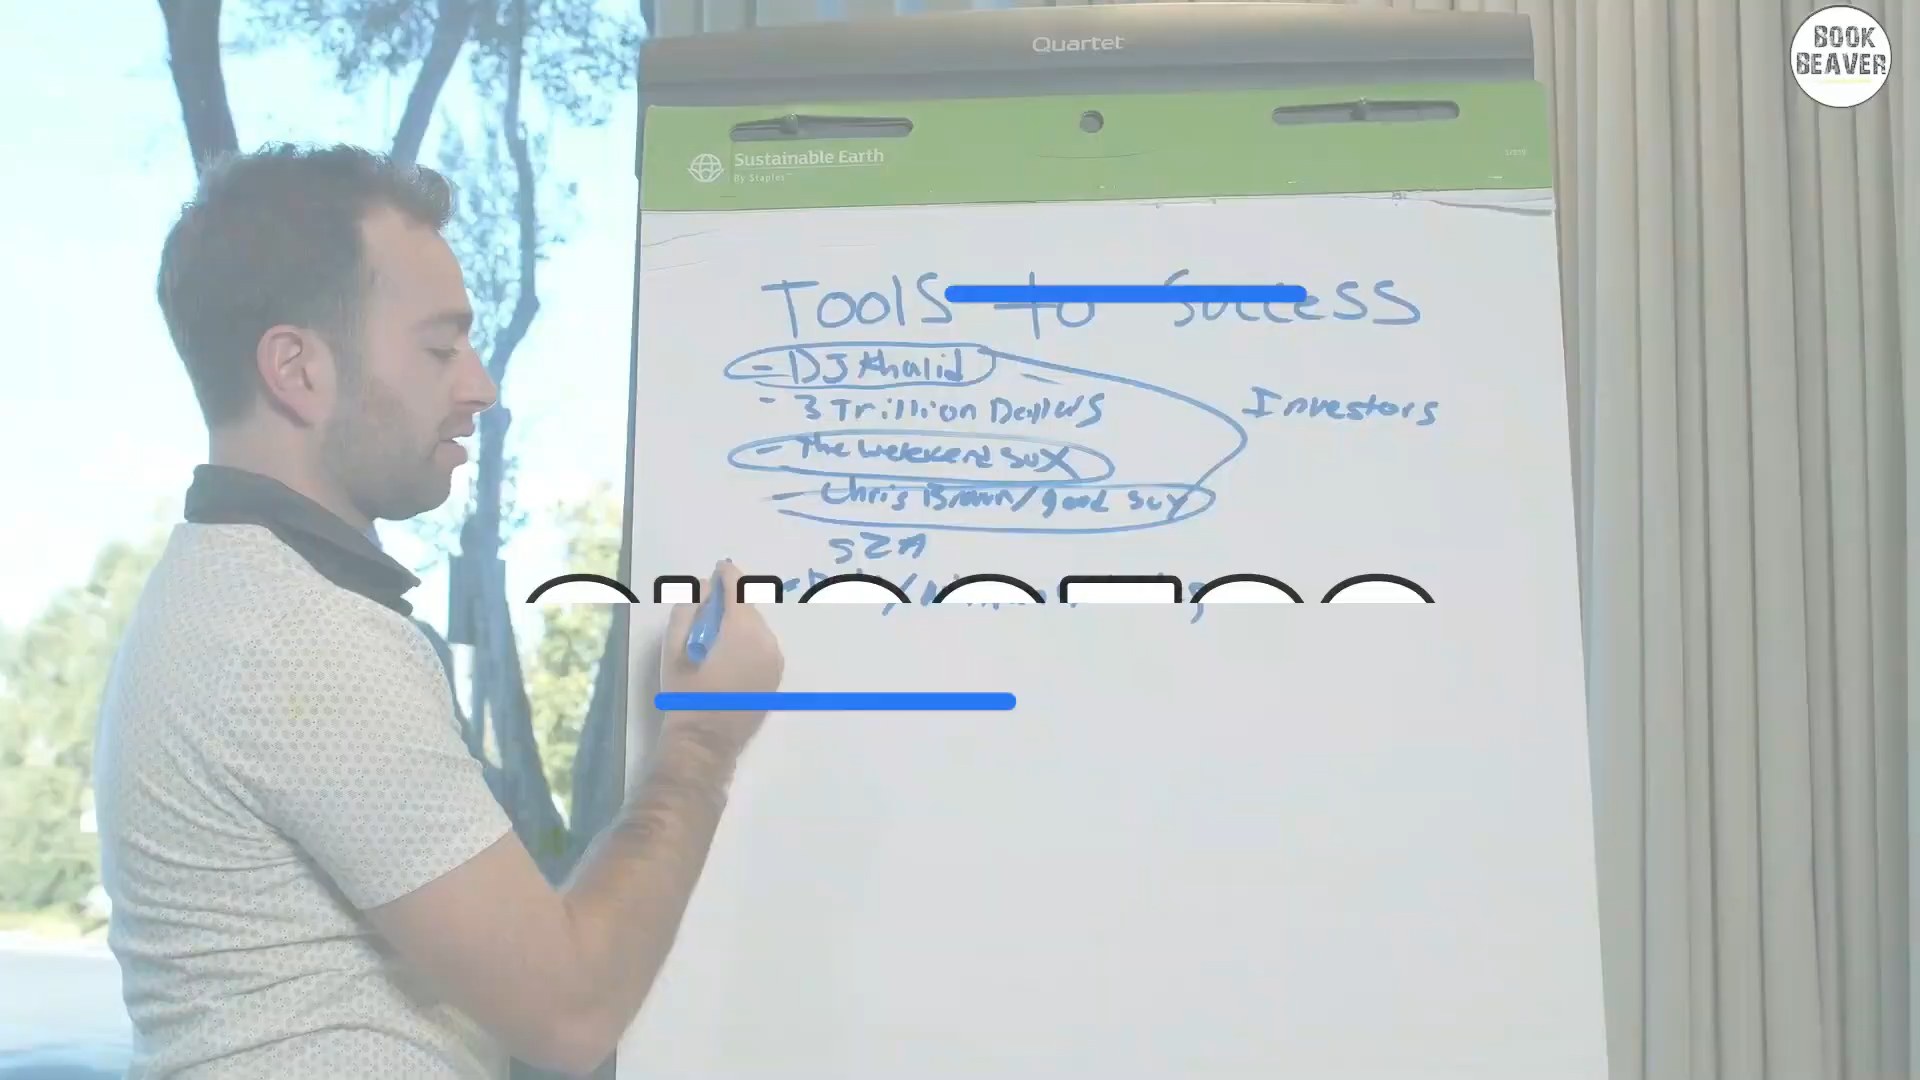 Quartet
BOOK
BEAVER
Sustainable Earth
By Staples™
Tools to Success
- DJ Khalid
- 3 Trillion Dollars
- The Weekend sux
- Chris Brown/good guy
SZA
Investors